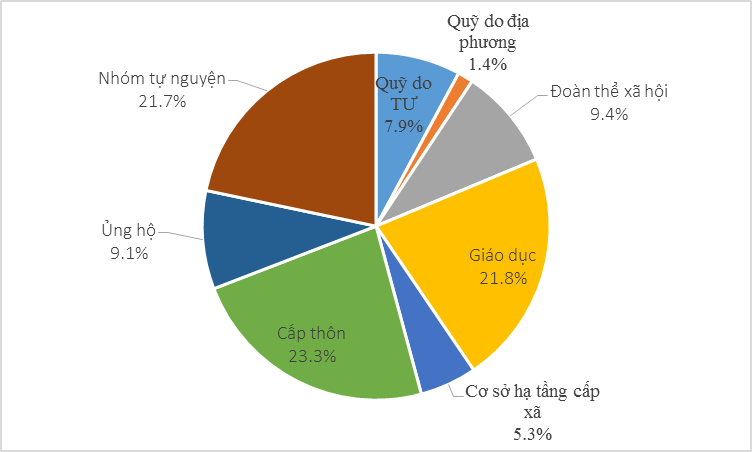 Quỹ do địa
phương
1.4%
Quỹ do
TƯ
7.9%
Đoàn thể xã hội
9.4%
Giáo dục
21.8%
Cơ sở hạ tầng cấp
xã
5.3%
Cấp thôn
23.3%
Ủng hộ
9.1%
Nhóm tự nguyện
21.7%